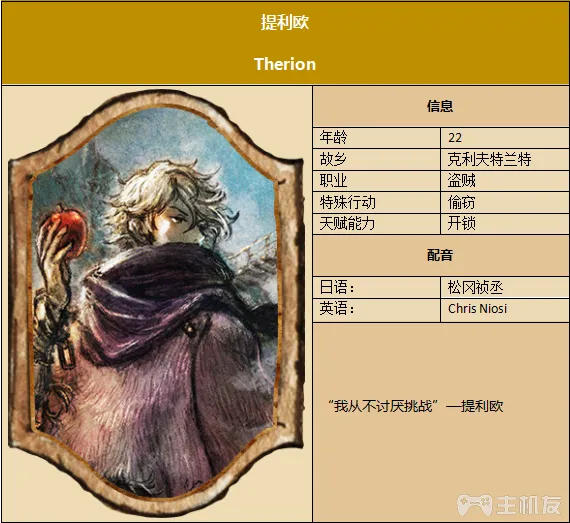 提利欧
Therion
信息
年龄 22
故乡 克利夫特兰特
职业 盗贼
特殊行动 偷窃
天赋能力 开锁
配音
日语： 松冈祯丞
英语： Chris Niosi
“我从不讨厌挑战”—提利欧
主机友